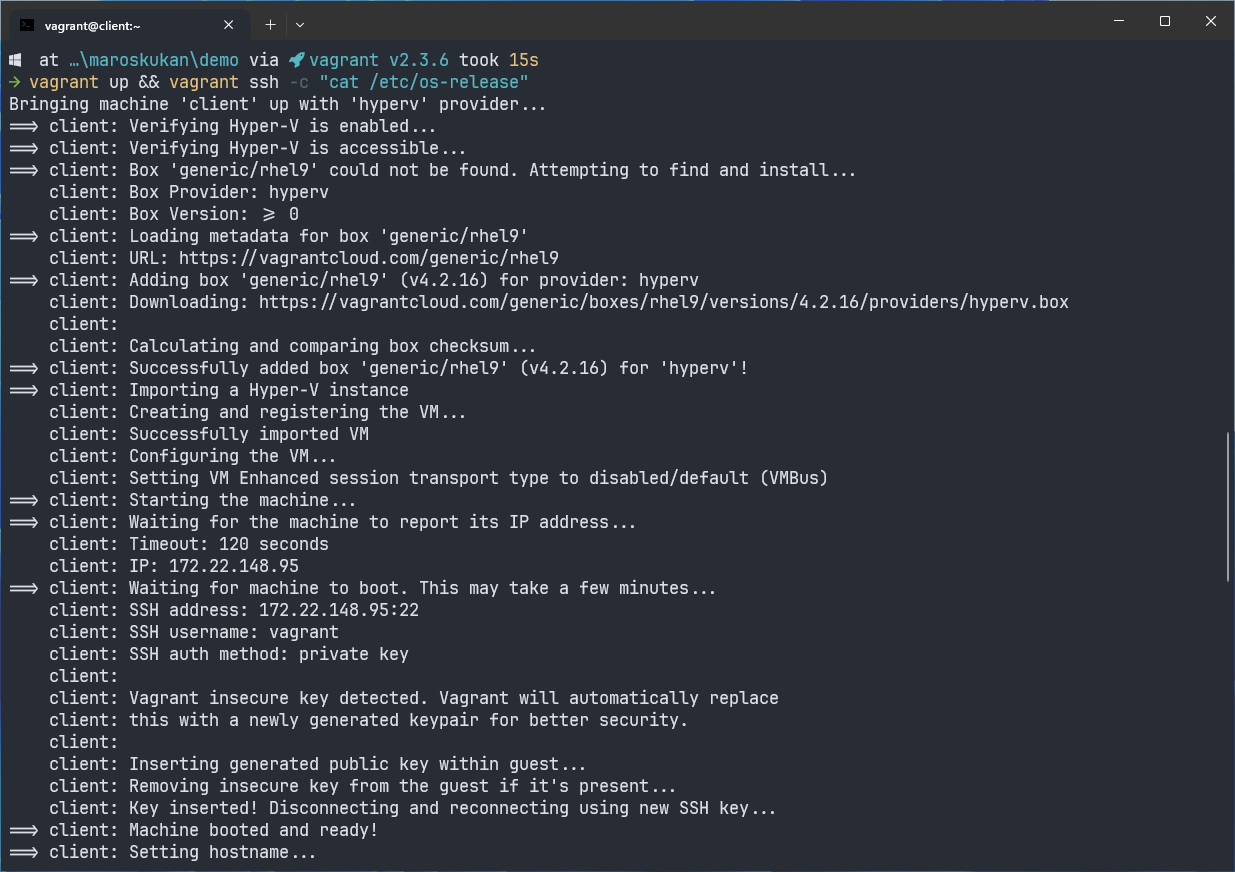 vagrant@client:~
at …\maroskukan\demo via vagrant v2.3.6 took 15s
→ vagrant up && vagrant ssh -c "cat /etc/os-release"
Bringing machine 'client' up with 'hyperv' provider...
==> client: Verifying Hyper-V is enabled...
==> client: Verifying Hyper-V is accessible...
==> client: Box 'generic/rhel9' could not be found. Attempting to find and install...
client: Box Provider: hyperv
client: Box Version: >= 0
==> client: Loading metadata for box 'generic/rhel9'
client: URL: https://vagrantcloud.com/generic/rhel9
==> client: Adding box 'generic/rhel9' (v4.2.16) for provider: hyperv
client: Downloading: https://vagrantcloud.com/generic/boxes/rhel9/versions/4.2.16/providers/hyperv.box
client:
client: Calculating and comparing box checksum...
==> client: Successfully added box 'generic/rhel9' (v4.2.16) for 'hyperv'!
==> client: Importing a Hyper-V instance
client: Creating and registering the VM...
client: Successfully imported VM
client: Configuring the VM...
client: Setting VM Enhanced session transport type to disabled/default (VMBus)
==> client: Starting the machine...
==> client: Waiting for the machine to report its IP address...
client: Timeout: 120 seconds
client: IP: 172.22.148.95
==> client: Waiting for machine to boot. This may take a few minutes...
client: SSH address: 172.22.148.95:22
client: SSH username: vagrant
client: SSH auth method: private key
client:
client: Vagrant insecure key detected. Vagrant will automatically replace
client: this with a newly generated keypair for better security.
client:
client: Inserting generated public key within guest...
client: Removing insecure key from the guest if it's present...
client: Key inserted! Disconnecting and reconnecting using new SSH key...
==> client: Machine booted and ready!
==> client: Setting hostname...